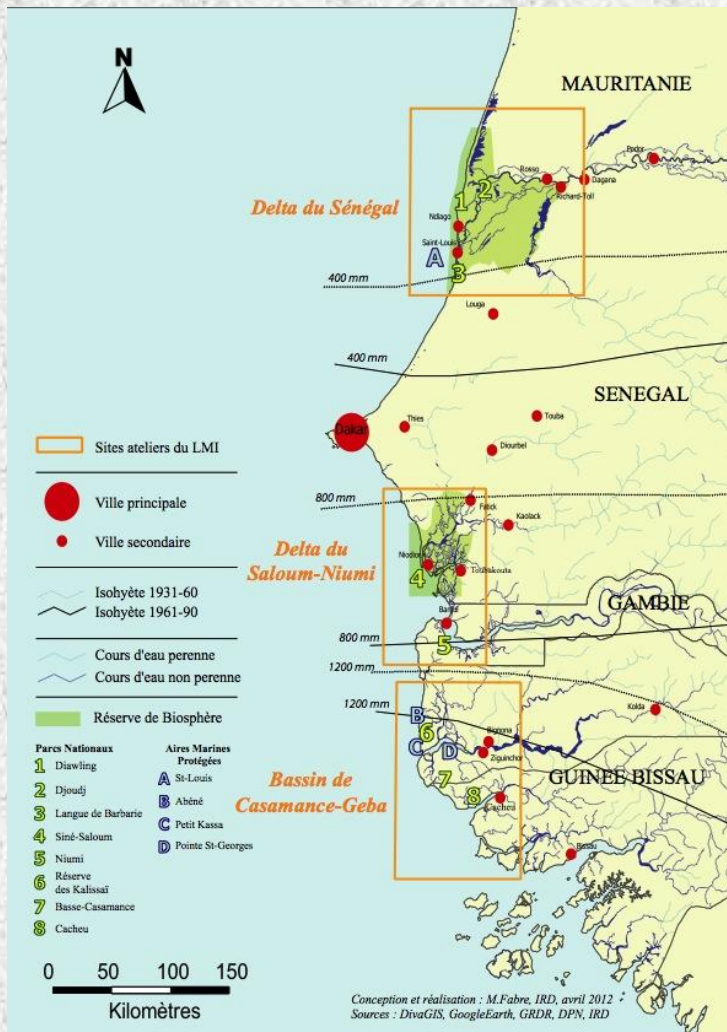 N
MAURITANIE
Podor
Rosso
Dagana
Richard-Toll
2
1
Delta du Sénégal
Ndiago
Saint-Louis
A
3
400 mm
Louga
400 mm
SENEGAL
Dakar
Thies
Touba
Diourbel
Sites ateliers du LMI
Ville principale
Ville secondaire
Isohyète 1931-60
Isohyète 1961-90
Cours d'eau perenne
Cours d'eau non perenne
Réserve de Biosphère
800 mm
Fatick
Kaolack
Delta du
Saloum-Niumi
4
Toubakouta
GAMBIE
5
800 mm
1200 mm
1200 mm
B
6
C
D
Kolda
Bignona
Ziguinchor
GUINEE BISSAU
Bassin de
Casamance-Geba
7
8
Cacheu
Bissau
Parcs Nationaux
1 Diawling
2 Djoudj
3 Langue de Barbarie
4 Siné-Saloum
5 Niumi
6 Réserve
des Kalissaï
7 Basse-Casamance
8 Cacheu
Aires Marines
Protégées
A St-Louis
B Abéné
C Petit Kassa
D Pointe St-Georges
0 50 100 150
Kilomètres
Conception et réalisation : M.Fabre, IRD, avril 2012
Sources : DivaGIS, GoogleEarth, GRDR, DPN, IRD